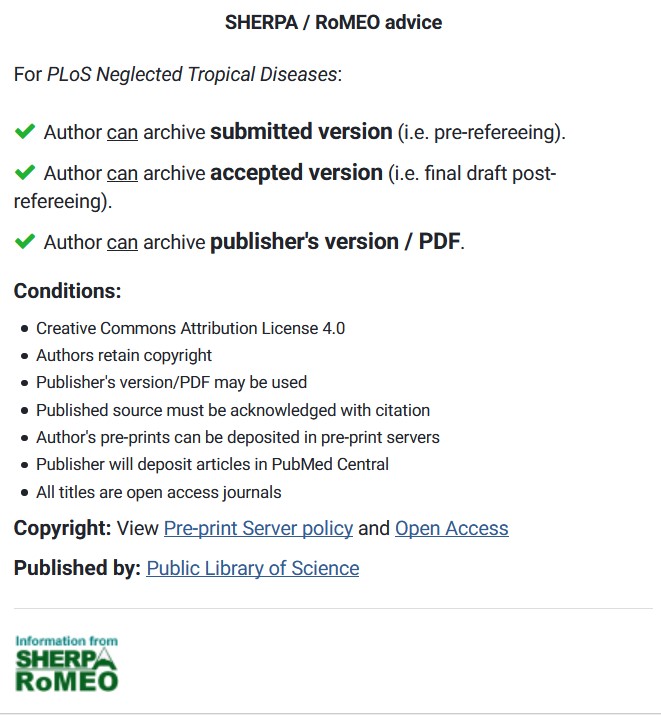 SHERPA / RoMEO advice
For PLoS Neglected Tropical Diseases:
Author can archive submitted version (i.e. pre-refereeing).
Author can archive accepted version (i.e. final draft post-
refereeing).
Author can archive publisher's version / PDF.
Conditions:
Creative Commons Attribution License 4.0
Authors retain copyright
Publisher's version/PDF may be used
Published source must be acknowledged with citation
Author's pre-prints can be deposited in pre-print servers
Publisher will deposit articles in PubMed Central
All titles are open access journals
Copyright: View Pre-print Server policy and Open Access
Published by: Public Library of Science
Information from
SHERPA
RoMEO